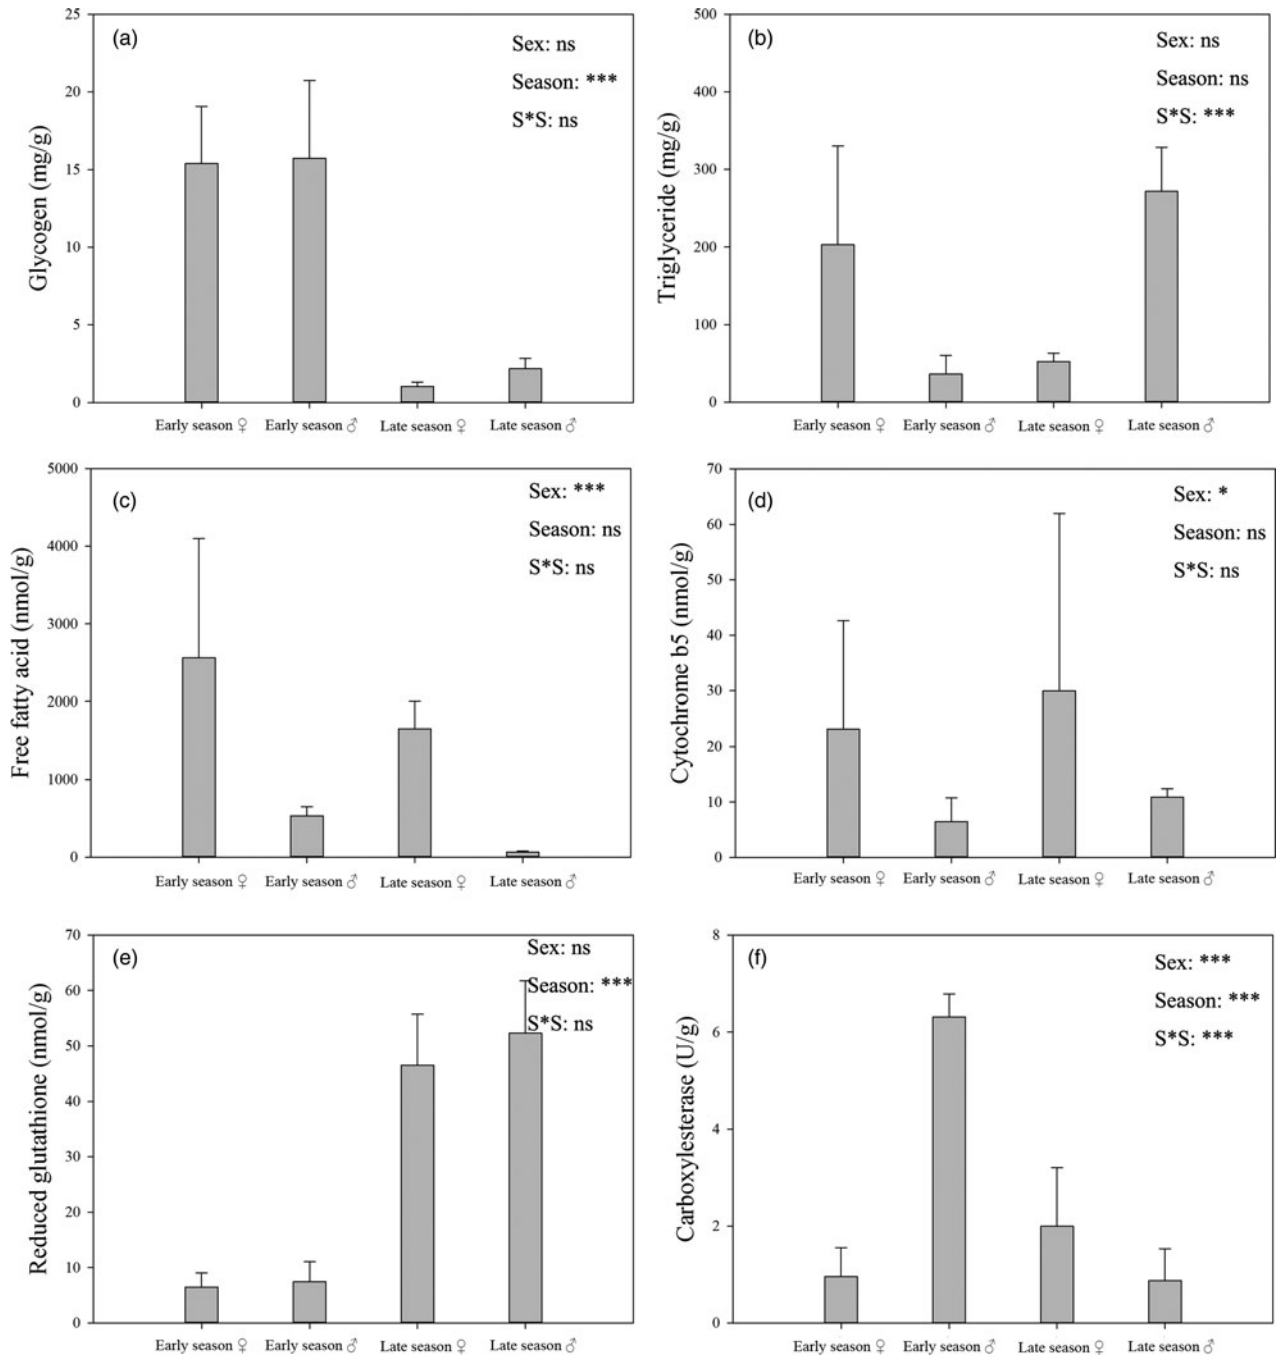 (a)
Sex: ns
Season: ***
S*S: ns
Glycogen (mg/g)
25
20
15
10
5
0
Early season ♀ Early season ♂ Late season ♀ Late season ♂
(b)
Sex: ns
Season: ns
S*S: ***
Triglyceride (mg/g)
500
400
300
200
100
0
Early season ♀ Early season ♂ Late season ♀ Late season ♂
(c)
Sex: ***
Season: ns
S*S: ns
Free fatty acid (nmol/g)
5000
4000
3000
2000
1000
0
Early season ♀ Early season ♂ Late season ♀ Late season ♂
(d)
Sex: *
Season: ns
S*S: ns
Cytochrome b5 (nmol/g)
70
60
50
40
30
20
10
0
Early season ♀ Early season ♂ Late season ♀ Late season ♂
(e)
Sex: ns
Season: ***
S*S: ns
Reduced glutathione (nmol/g)
70
60
50
40
30
20
10
0
Early season ♀ Early season ♂ Late season ♀ Late season ♂
(f)
Sex: ***
Season: ***
S*S: ***
Carboxylesterase (U/g)
8
6
4
2
0
Early season ♀ Early season ♂ Late season ♀ Late season ♂